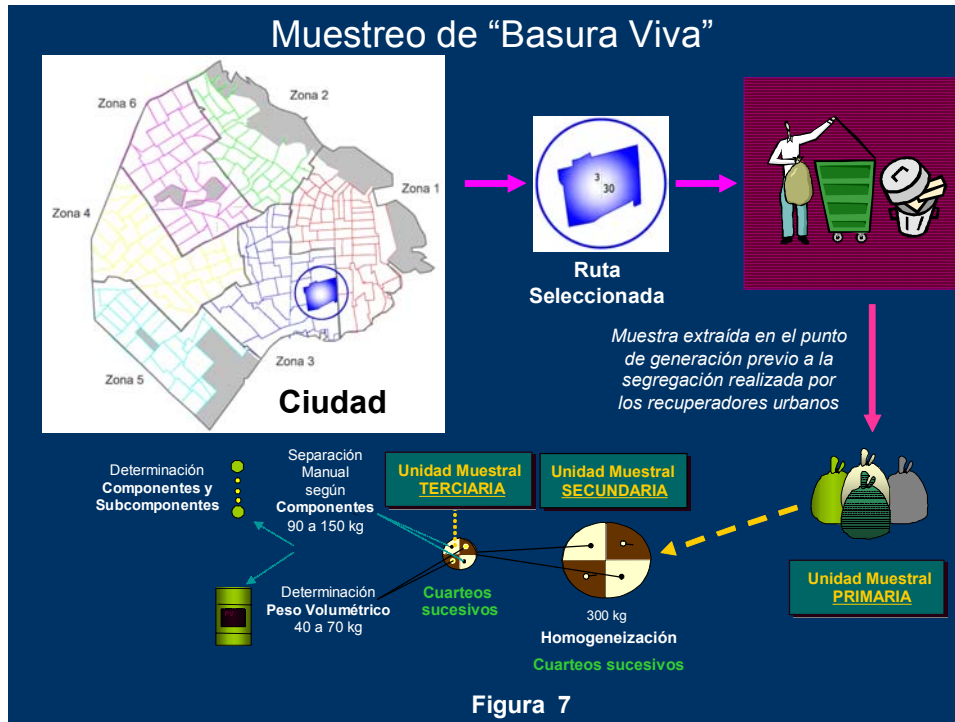 Muestreo de “Basura Viva”
Zona 6
Zona 2
Zona 1
Zona 4
Zona 3
Zona 5
Ciudad
3
30
Ruta
Seleccionada
Muestra extraída en el punto
de generación previo a la
segregación realizada por
los recuperadores urbanos
Determinación
Componentes y
Subcomponentes
Separación
Manual
según
Componentes
90 a 150 kg
Unidad Muestral
TERCIARIA
Unidad Muestral
SECUNDARIA
Unidad Muestral
PRIMARIA
Determinación
Peso Volumétrico
40 a 70 kg
Cuarteos
sucesivos
300 kg
Homogeneización
Cuarteos sucesivos
Figura 7